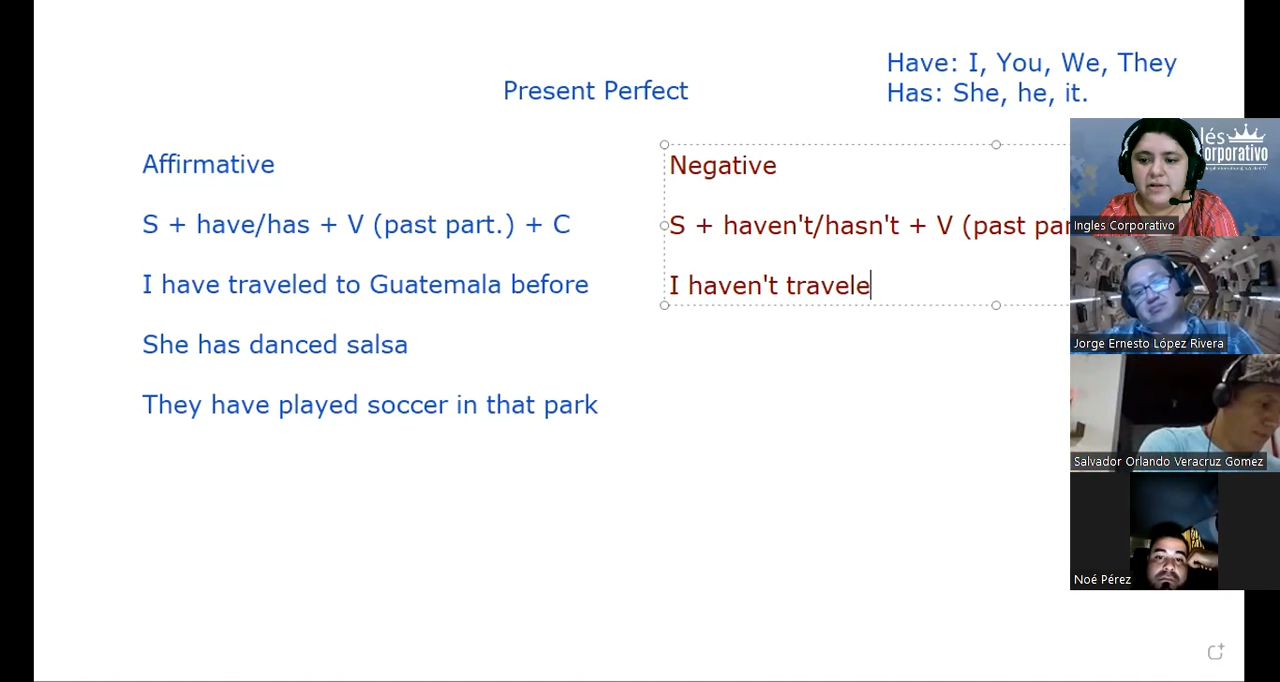 Have: I, You, We, They
Has: She, he, it.
Present Perfect
Affirmative
S + have/has + V (past part.) + C
I have traveled to Guatemala before
She has danced salsa
They have played soccer in that park
Negative
S + haven't/hasn't + V (past par
I haven't travele
lés
orporativo
Ingles Corporativo
Jorge Ernesto López Rivera
Salvador Orlando Veracruz Gomez
Noé Pérez